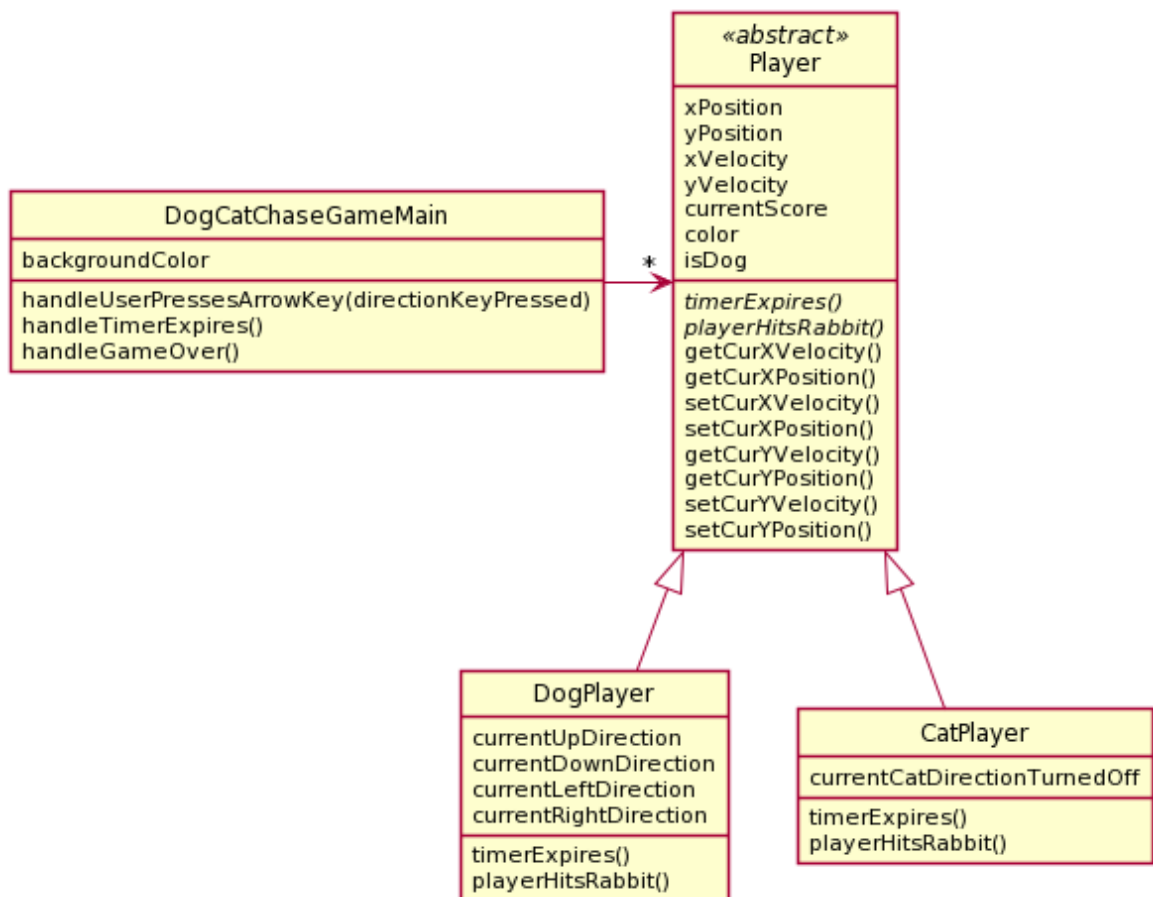 «abstract»
Player
xPosition
yPosition
xVelocity
yVelocity
currentScore
color
isDog
timerExpires()
playerHitsRabbit()
getCurXVelocity()
getCurXPosition()
setCurXVelocity()
setCurXPosition()
getCurYVelocity()
getCurYPosition()
setCurYVelocity()
setCurYPosition()
DogCatChaseGameMain
backgroundColor
handleUserPressesArrowKey(directionKeyPressed)
handleTimerExpires()
handleGameOver()
*
DogPlayer
currentUpDirection
currentDownDirection
currentLeftDirection
currentRightDirection
timerExpires()
playerHitsRabbit()
CatPlayer
currentCatDirectionTurnedOff
timerExpires()
playerHitsRabbit()